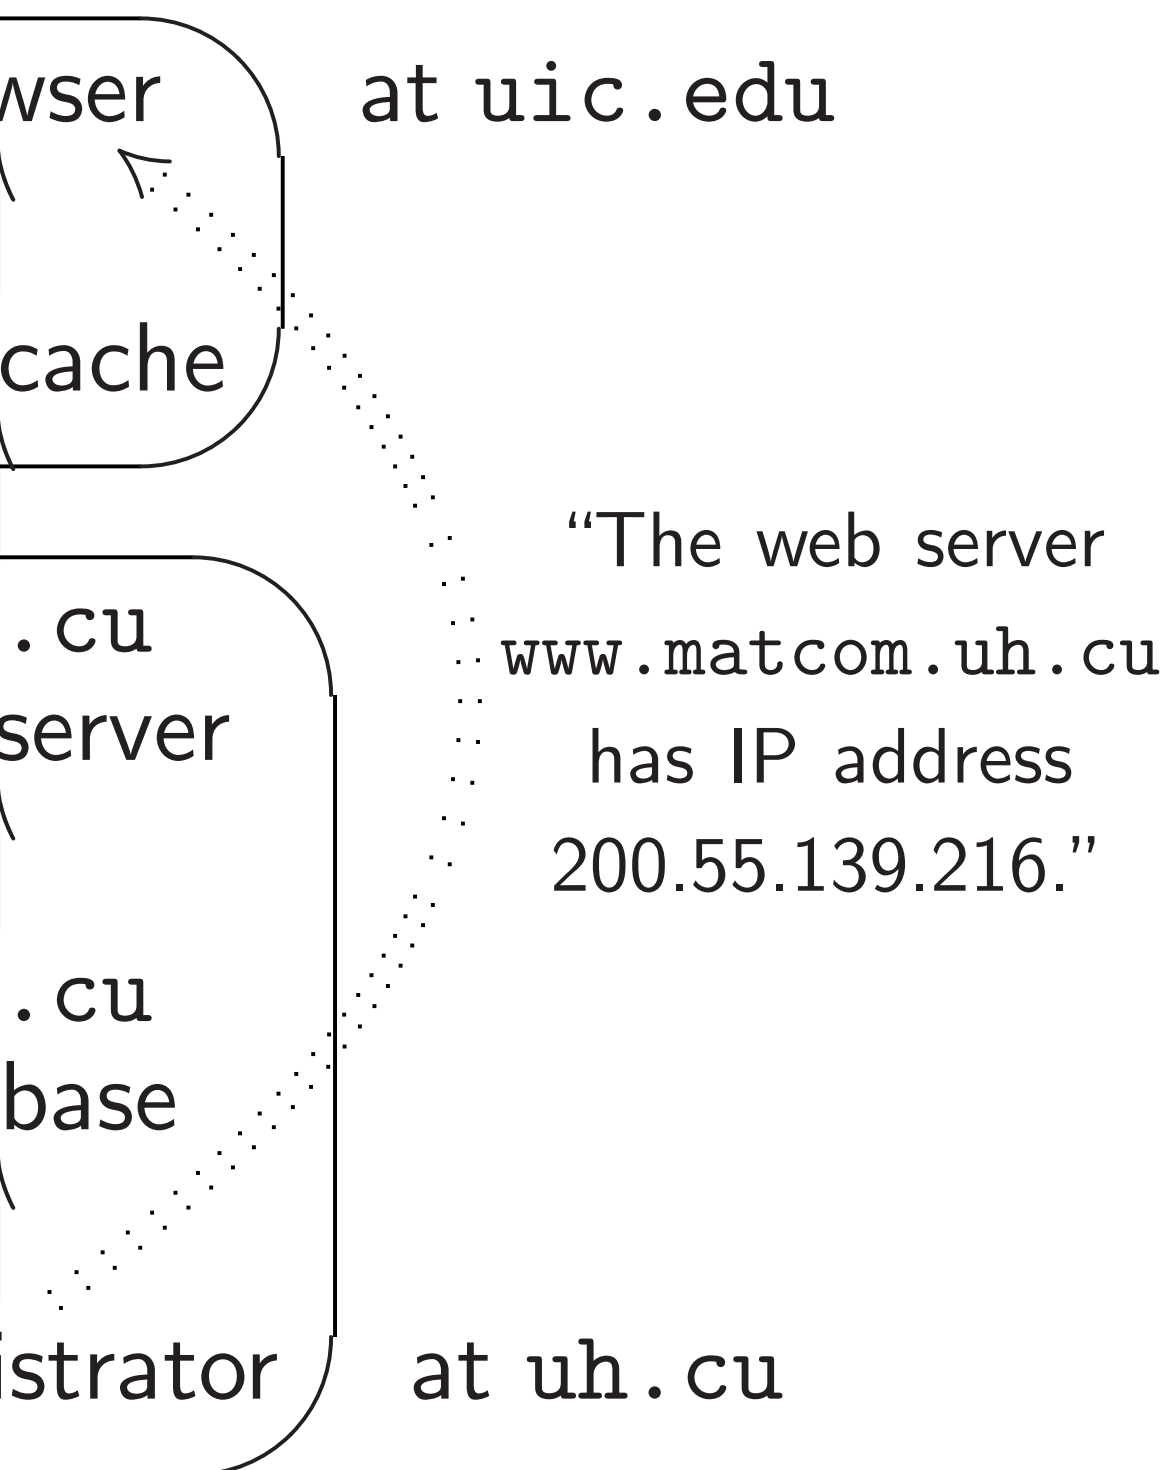 wser at uic.edu
cache
“The web server
.cu
www.matcom.uh.cu
server
has IP address
200.55.139.216.”
.cu
base
istrator at uh.cu